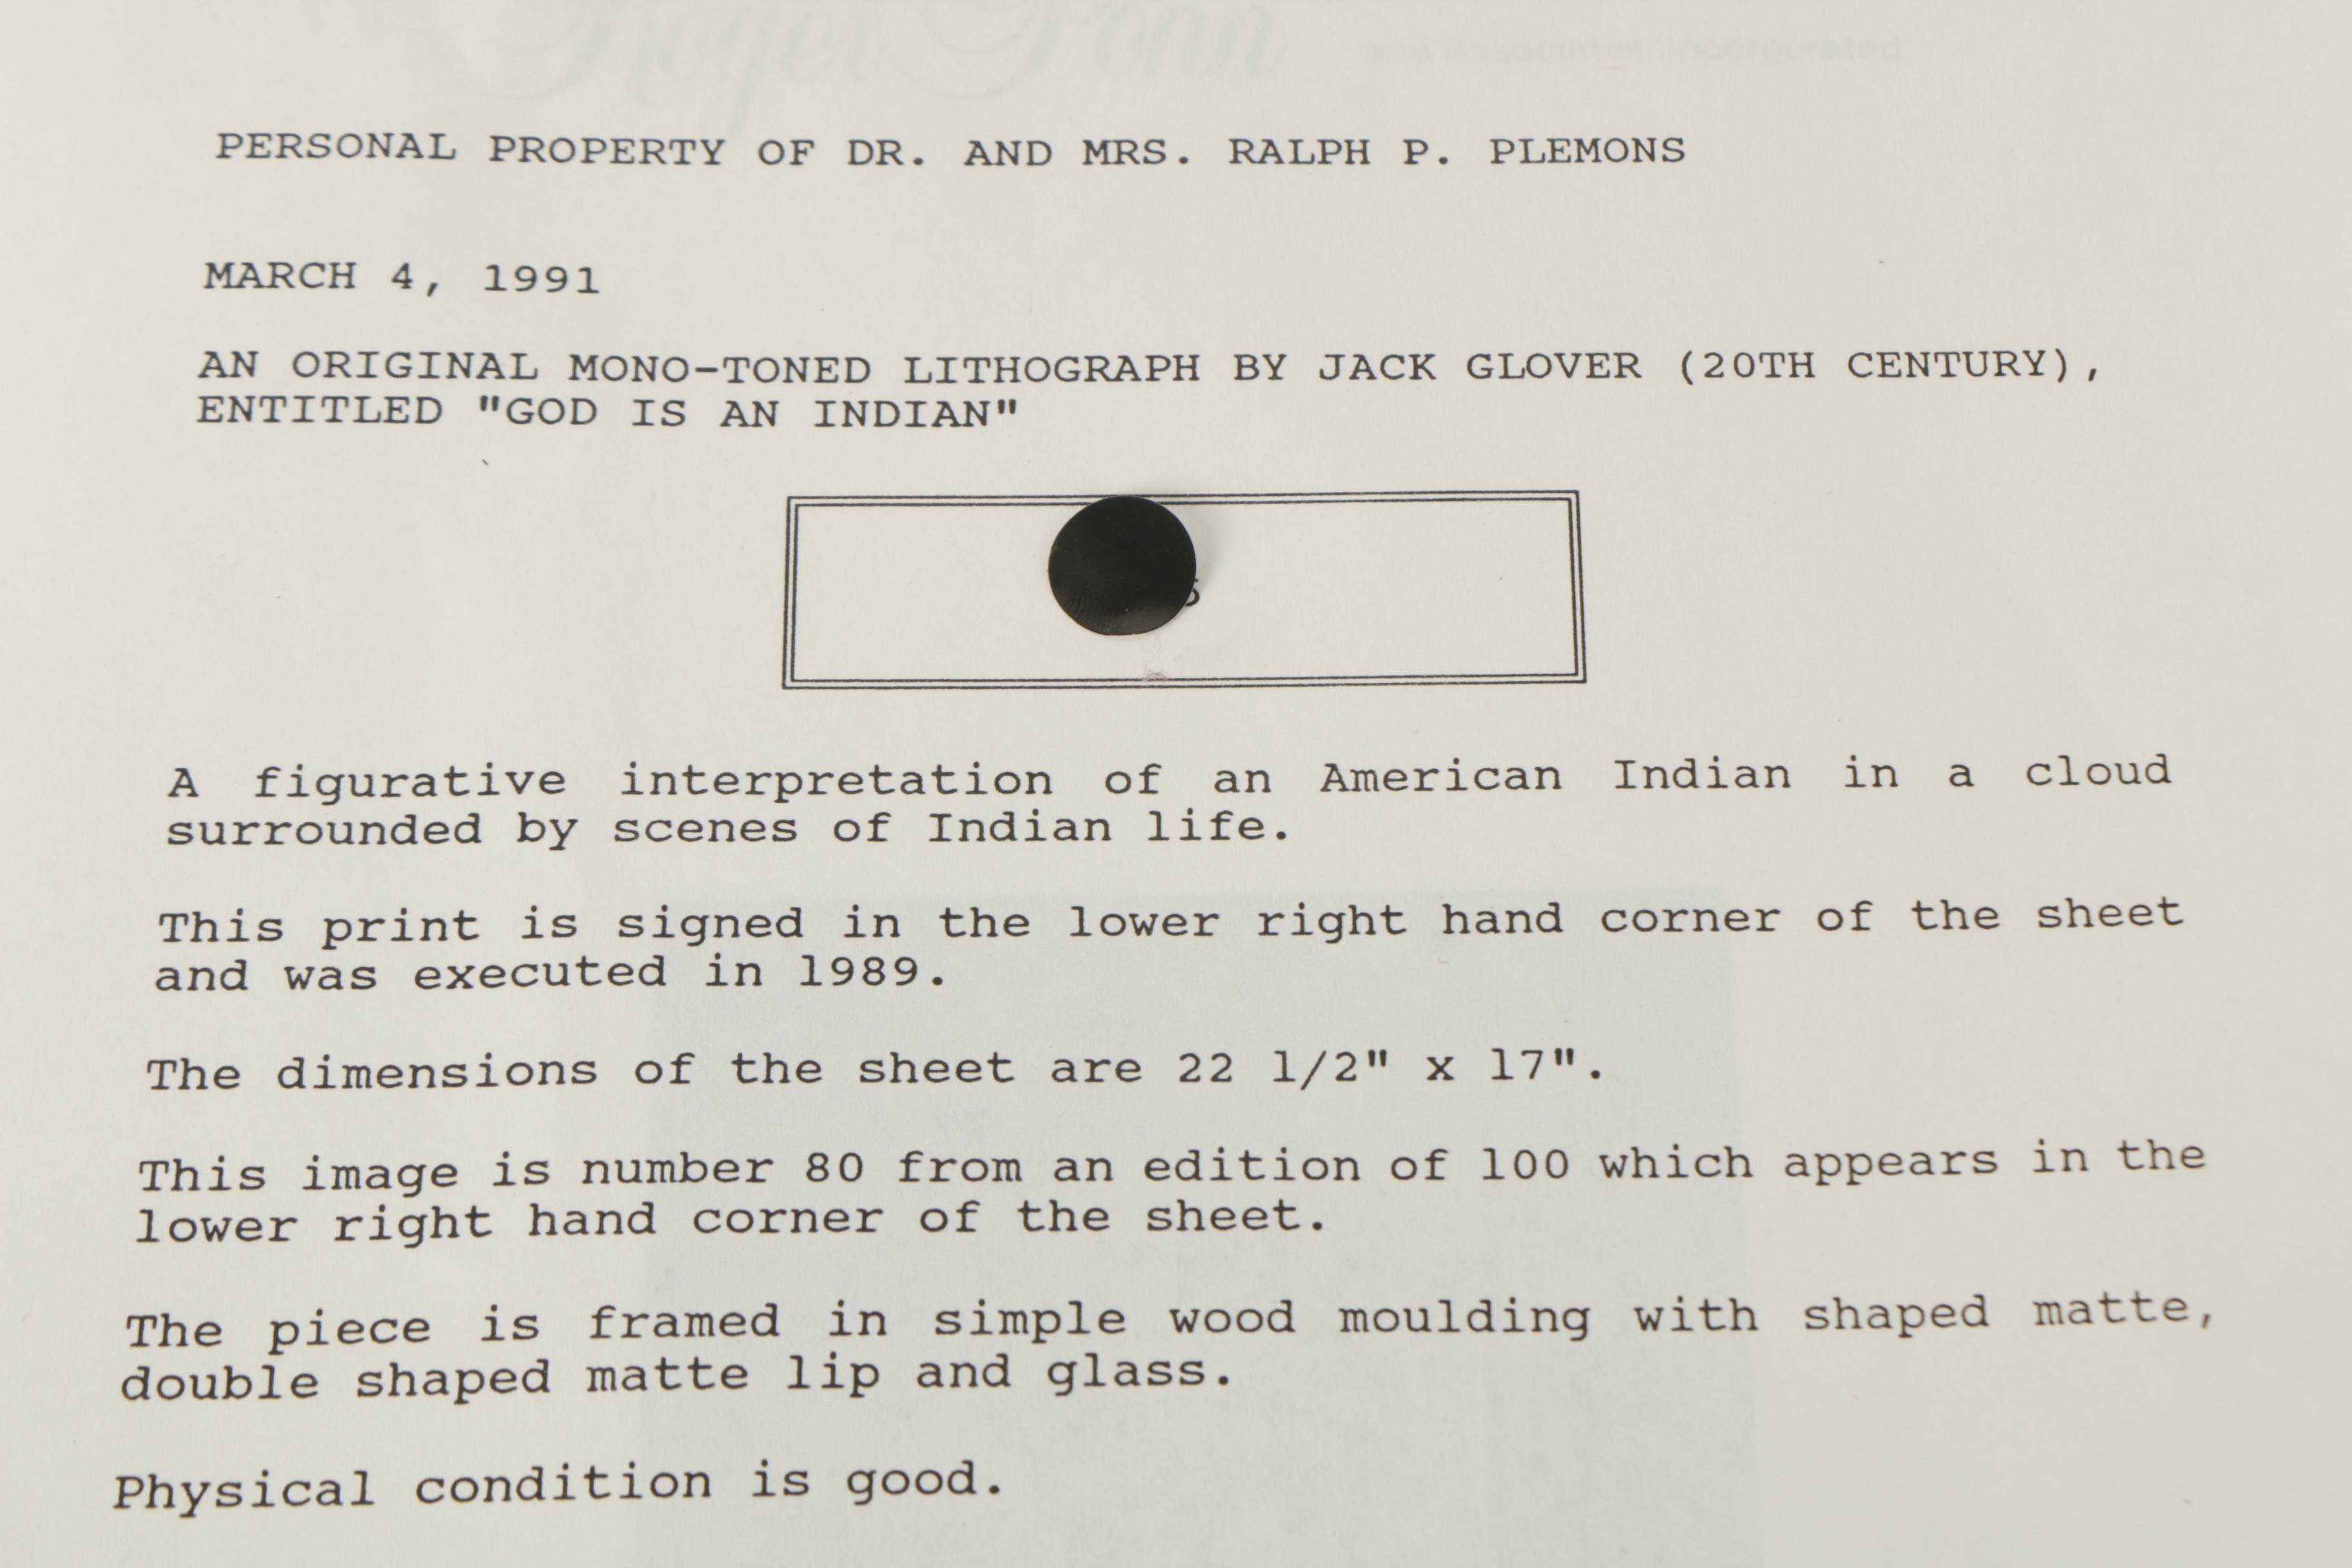 PERSONAL PROPERTY OF DR. AND MRS. RALPH P. PLEMONS
MARCH 4, 1991
AN ORIGINAL MONO-TONED LITHOGRAPH BY JACK GLOVER (20TH CENTURY),
ENTITLED "GOD IS AN INDIAN"
A figurative interpretation of an American Indian in a cloud
surrounded by scenes of Indian life.
This print is signed in the lower right hand corner of the sheet
and was executed in 1989.
The dimensions of the sheet are 22 1/2" x 17".
This image is number 80 from an edition of 100 which appears in the
lower right hand corner of the sheet.
The piece is framed in simple wood moulding with shaped matte,
double shaped matte lip and glass.
Physical condition is good.